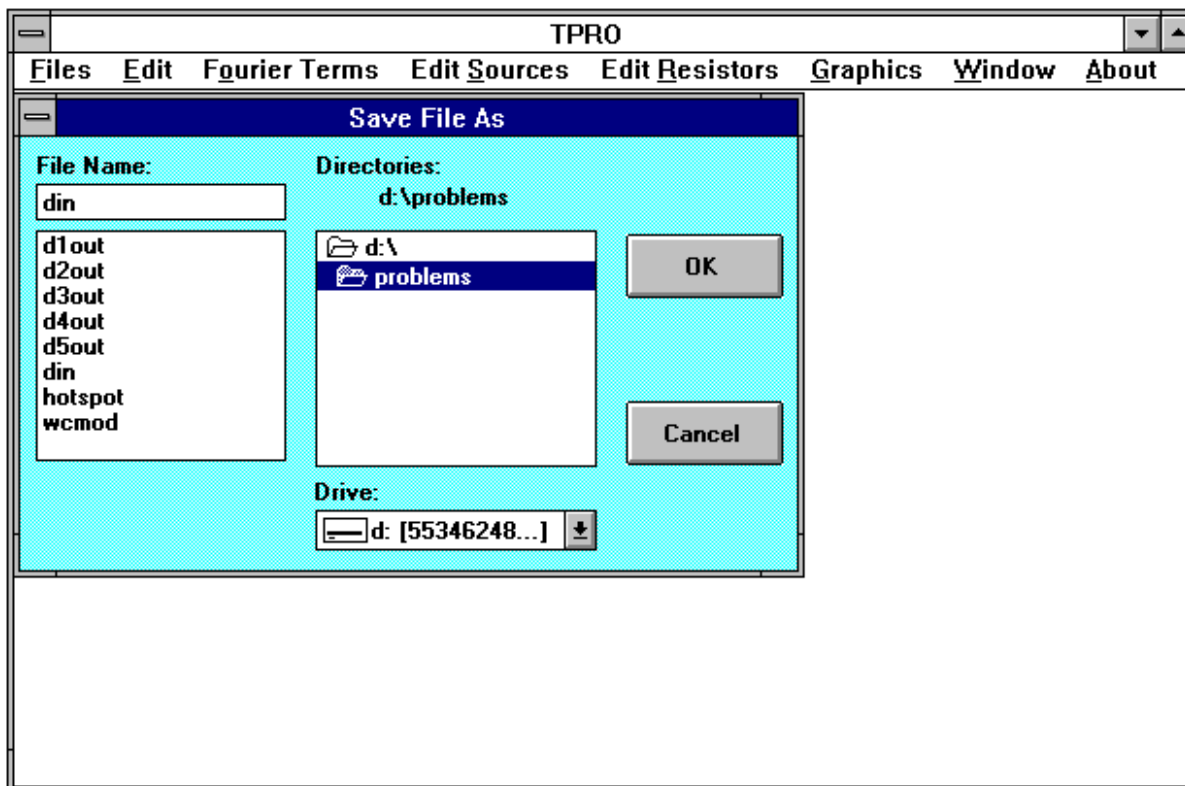 TPRO
Files Edit Fourier Terms Edit Sources Edit Resistors Graphics Window About
Save File As
File Name:
din
d1out
d2out
d3out
d4out
d5out
din
hotspot
wcmod
Directories:
d:\problems
d:\
problems
Drive:
d: [55346248...]
OK
Cancel